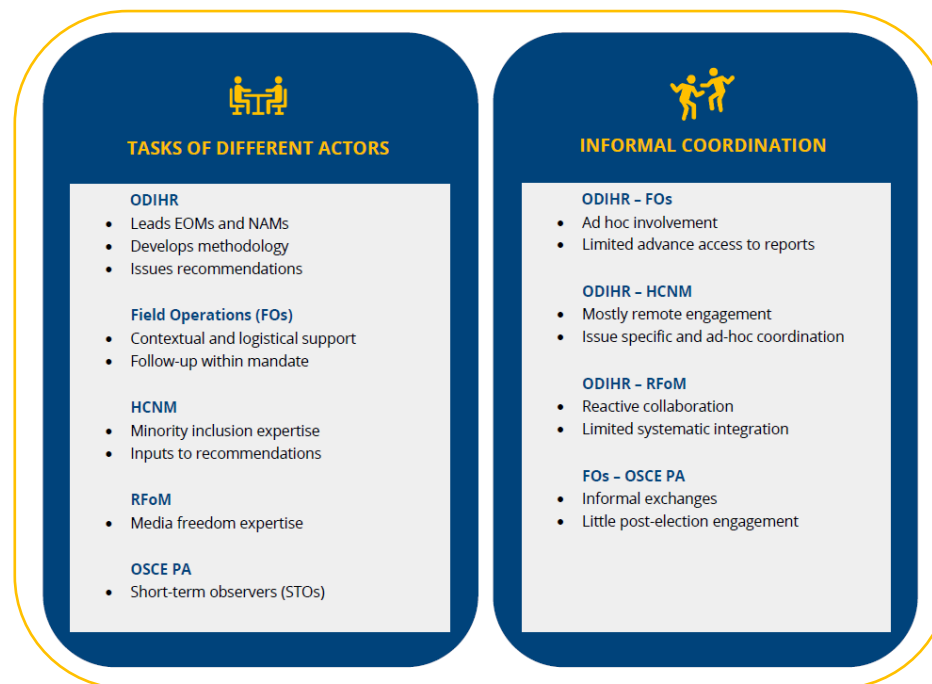 TASKS OF DIFFERENT ACTORS
ODIHR
• Leads EOMs and NAMs
• Develops methodology
• Issues recommendations
Field Operations (FOs)
• Contextual and logistical support
• Follow-up within mandate
HCNM
• Minority inclusion expertise
• Inputs to recommendations
RFoM
• Media freedom expertise
OSCE PA
• Short-term observers (STOs)
INFORMAL COORDINATION
ODIHR – FOs
• Ad hoc involvement
• Limited advance access to reports
ODIHR – HCNM
• Mostly remote engagement
• Issue specific and ad-hoc coordination
ODIHR – RFoM
• Reactive collaboration
• Limited systematic integration
FOs – OSCE PA
• Informal exchanges
• Little post-election engagement